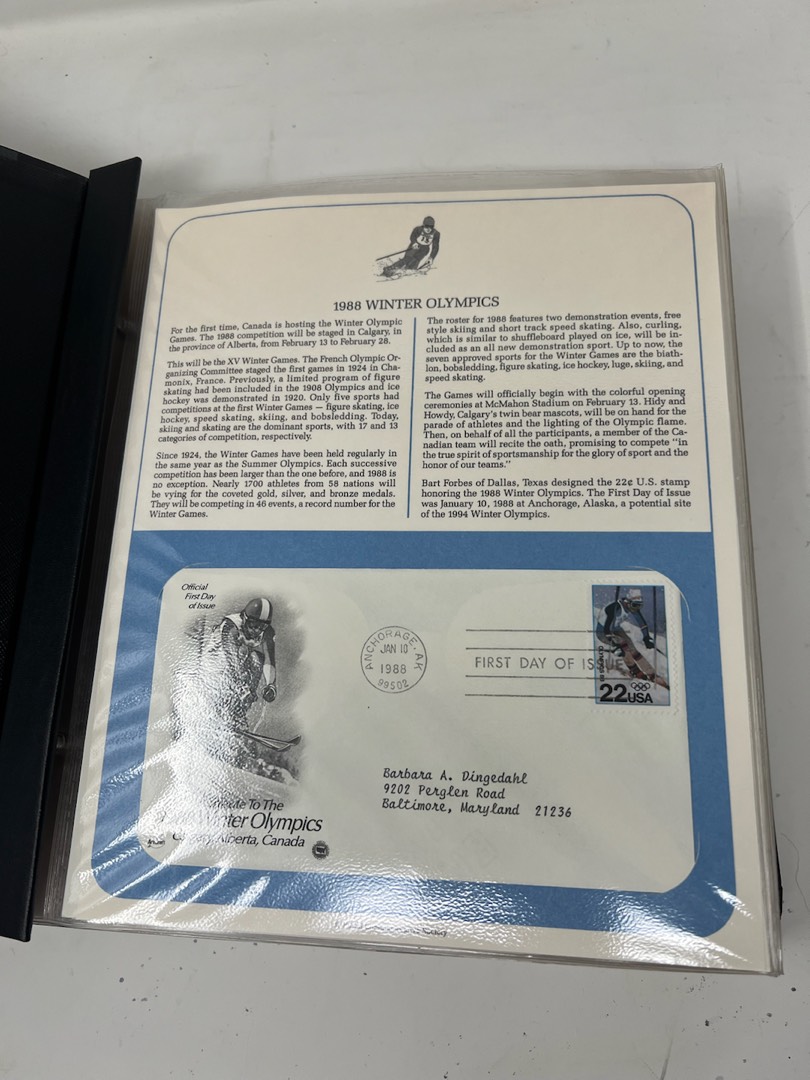 1988 WINTER OLYMPICS
For the first time, Canada is hosting the Winter Olympic
Games. The 1988 competition will be staged in Calgary, in
the province of Alberta, from February 13 to February 28.
This will be the XV Winter Games. The French Olympic Or-
ganizing Committee staged the first games in 1924 in Cha-
monix, France. Previously, a limited program of figure
skating had been included in the 1908 Olympics and ice
hockey was demonstrated in 1920. Only five sports had
competitions at the first Winter Games — figure skating, ice
hockey, speed skating, skiing, and bobsledding. Today,
skiing and skating are the dominant sports, with 17 and 13
categories of competition, respectively.
Since 1924, the Winter Games have been held regularly in
the same year as the Summer Olympics. Each successive
competition has been larger than the one before, and 1988 is
no exception. Nearly 1700 athletes from 58 nations will
be vying for the coveted gold, silver, and bronze medals.
They will be competing in 46 events, a record number for the
Winter Games.
The roster for 1988 features two demonstration events, free
style skiing and short track speed skating. Also, curling,
which is similar to shuffleboard played on ice, will be in-
cluded as an all new demonstration sport. Up to now, the
seven approved sports for the Winter Games are the biath-
lon, bobsledding, figure skating, ice hockey, luge, skiing, and
speed skating.
The Games will officially begin with the colorful opening
ceremonies at McMahon Stadium on February 13. Hidy and
Howdy, Calgary's twin bear mascots, will be on hand for the
parade of athletes and the lighting of the Olympic flame.
Then, on behalf of all the participants, a member of the Ca-
nadian team will recite the oath, promising to compete "in
the true spirit of sportsmanship for the glory of sport and the
honor of our teams."
Bart Forbes of Dallas, Texas designed the 22¢ U.S. stamp
honoring the 1988 Winter Olympics. The First Day of Issue
was January 10, 1988 at Anchorage, Alaska, a potential site
of the 1994 Winter Olympics.
Official
First Day
of Issue
ANCHORAGE, AK
JAN 10
1988
99502
FIRST DAY OF ISSUE
22USA
Barbara A. Dingedahl
9202 Perglen Road
Baltimore, Maryland 21236
To The
Winter Olympics
Alberta, Canada